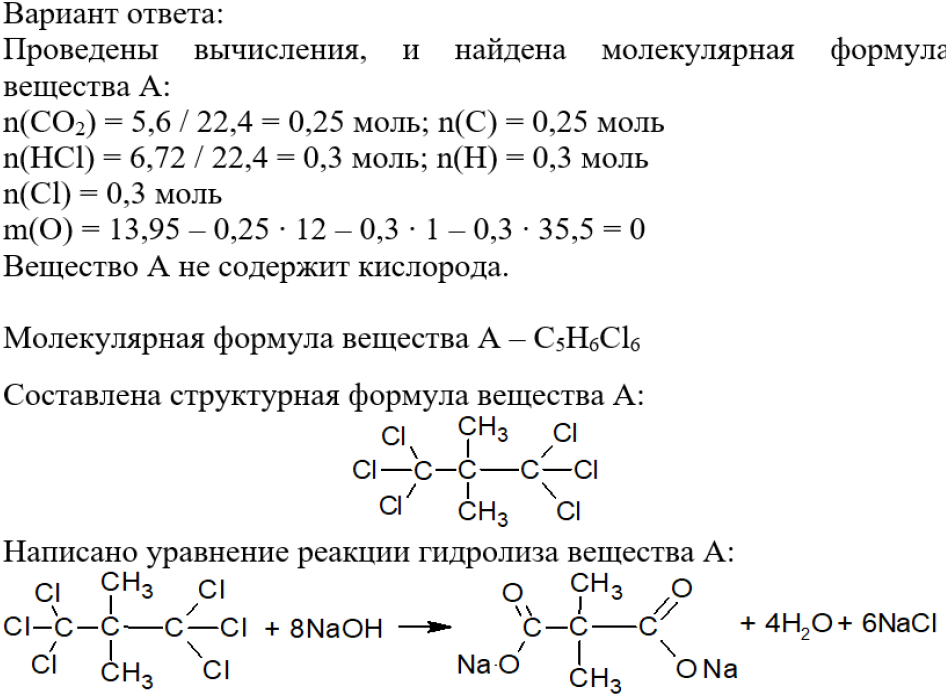 Вариант ответа:
Проведены вычисления, и найдена молекулярная формула
вещества А:
n(CO₂) = 5,6 / 22,4 = 0,25 моль; n(C) = 0,25 моль
n(HCl) = 6,72 / 22,4 = 0,3 моль; n(H) = 0,3 моль
n(Cl) = 0,3 моль
m(O) = 13,95 – 0,25 · 12 – 0,3 · 1 – 0,3 · 35,5 = 0
Вещество А не содержит кислорода.
Молекулярная формула вещества А – C₅H₆Cl₆
Составлена структурная формула вещества А:
Cl CH₃ Cl
Cl–C–C–C–Cl
Cl CH₃ Cl
Написано уравнение реакции гидролиза вещества А:
Cl CH₃ Cl O CH₃ O
Cl–C–C–C–Cl + 8NaOH → C–C–C + 4H₂O + 6NaCl
Cl CH₃ Cl Na·O CH₃ O Na